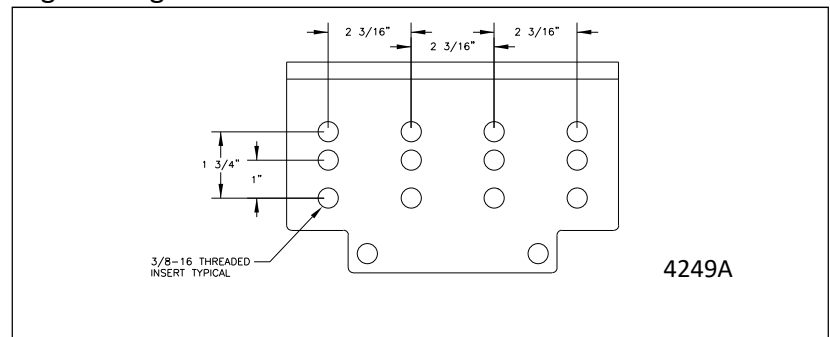 2 3/16" 2 3/16"
2 3/16"
1 3/4"
1"
3/8-16 THREADED
INSERT TYPICAL
4249A